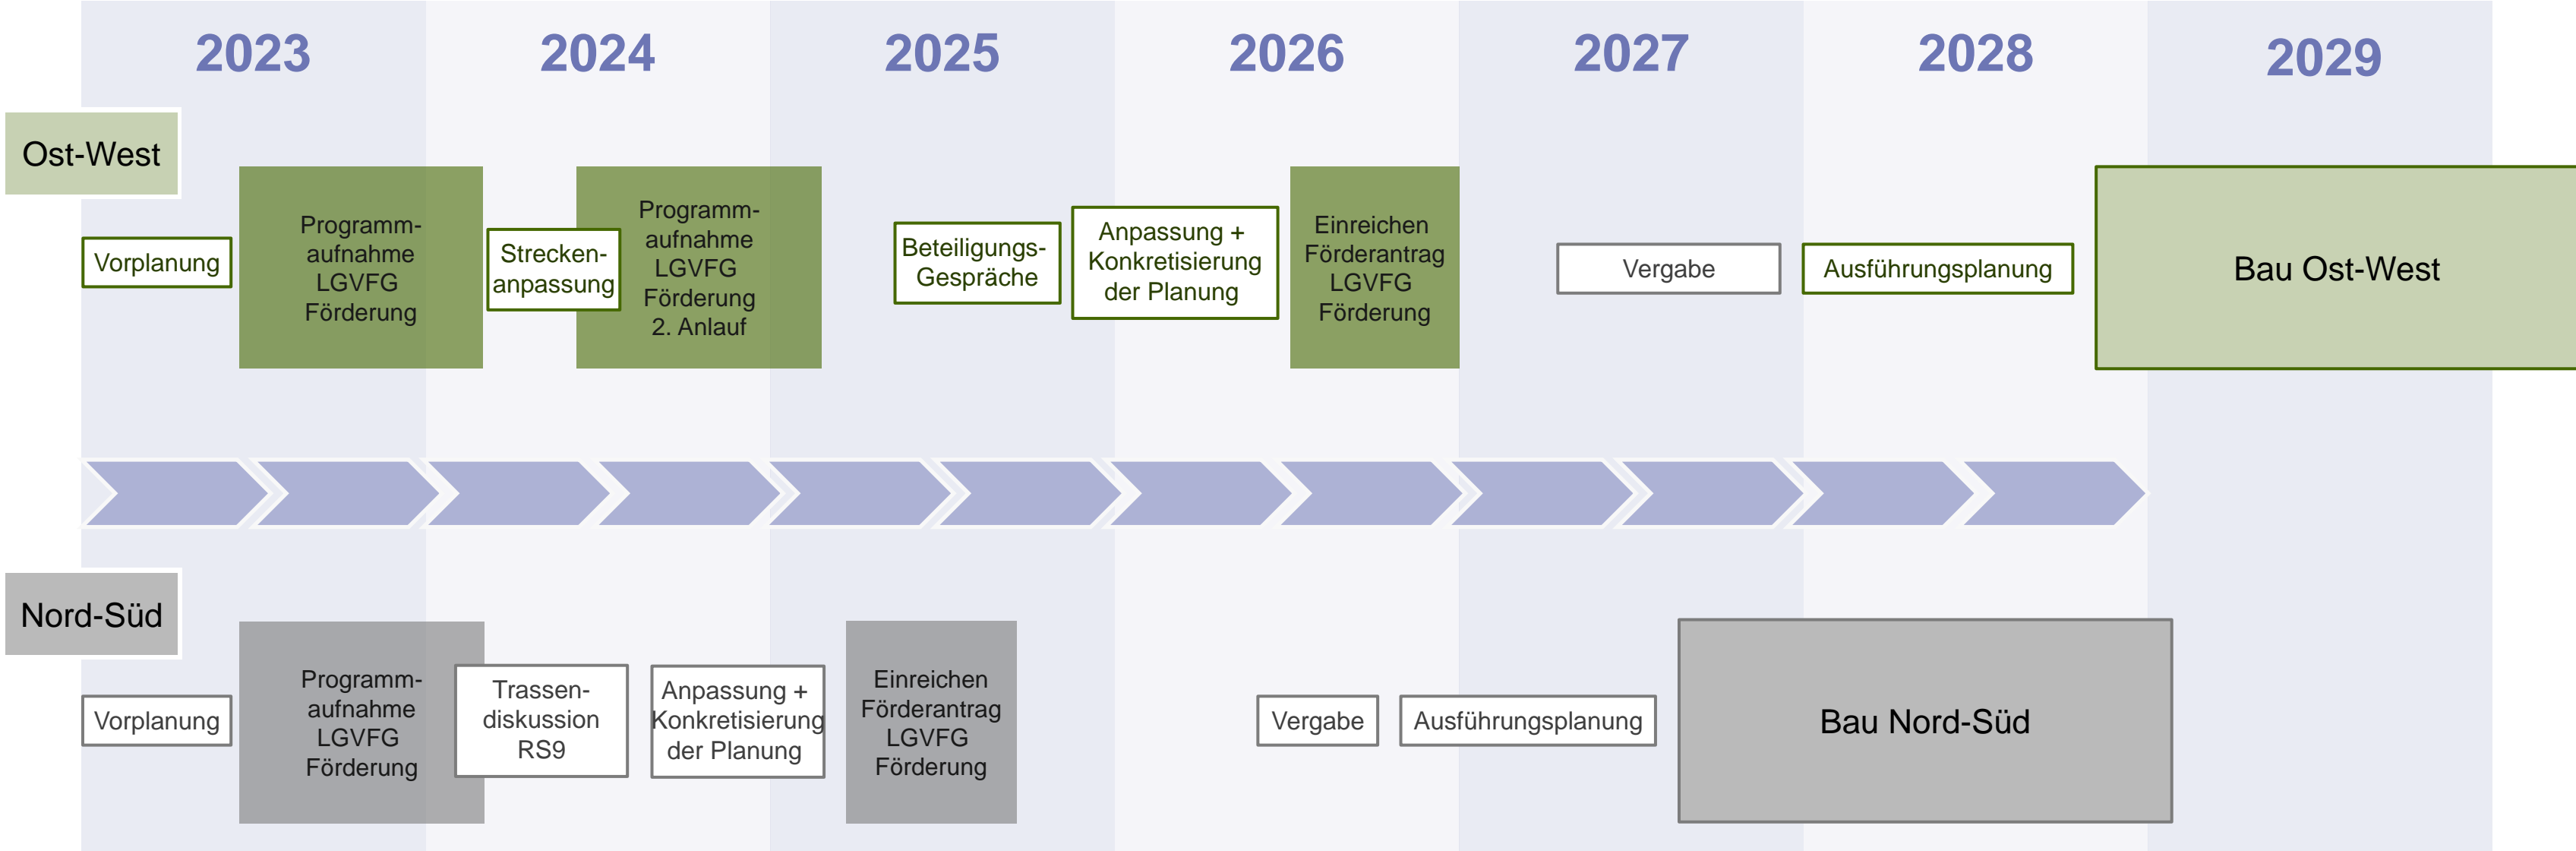 2023
2024
2025
2026
2027
2028
2029
Ost-West
Vorplanung
Programm-
aufnahme
LGVFG
Förderung
Strecken-
anpassung
Programm-
aufnahme
LGVFG
Förderung
2. Anlauf
Beteiligungs-
Gespräche
Anpassung +
Konkretisierung
der Planung
Einreichen
Förderantrag
LGVFG
Förderung
Vergabe
Ausführungsplanung
Bau Ost-West
Nord-Süd
Vorplanung
Programm-
aufnahme
LGVFG
Förderung
Trassen-
diskussion
RS9
Anpassung +
Konkretisierung
der Planung
Einreichen
Förderantrag
LGVFG
Förderung
Vergabe
Ausführungsplanung
Bau Nord-Süd